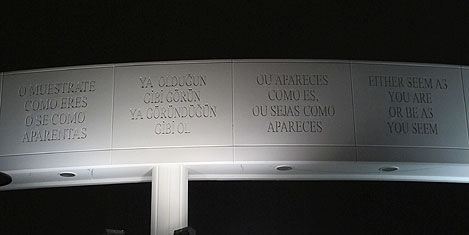 O MUESTRATE
COMO ERES
O SE COMO
APARENTAS
YA OLDUĞUN
GİBİ GÖRÜN
YA GÖRÜNDÜĞÜN
GİBİ OL
OU APARECES
COMO ES,
OU SEJAS COMO
APARECES
EITHER SEEM AS
YOU ARE
OR BE AS
YOU SEEM